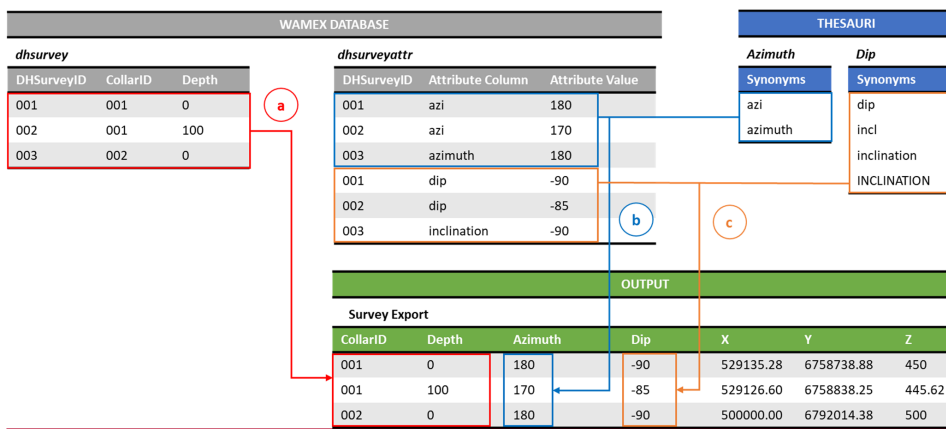 WAMEX DATABASE
THESAURI
dhsurvey
dhsurveyattr
Azimuth
Dip
DHSurveyID CollarID Depth
DHSurveyID Attribute Column Attribute Value
Synonyms
Synonyms
001 001 0
001 azi 180
azi
dip
a
002 001 100
002 azi 170
azimuth
incl
003 002 0
003 azimuth 180
inclination
001 dip -90
INCLINATION
002 dip -85
b
c
003 inclination -90
OUTPUT
Survey Export
CollarID Depth Azimuth Dip X Y Z
001 0 180 -90 529135.28 6758738.88 450
001 100 170 -85 529126.60 6758838.25 445.62
002 0 180 -90 500000.00 6792014.38 500